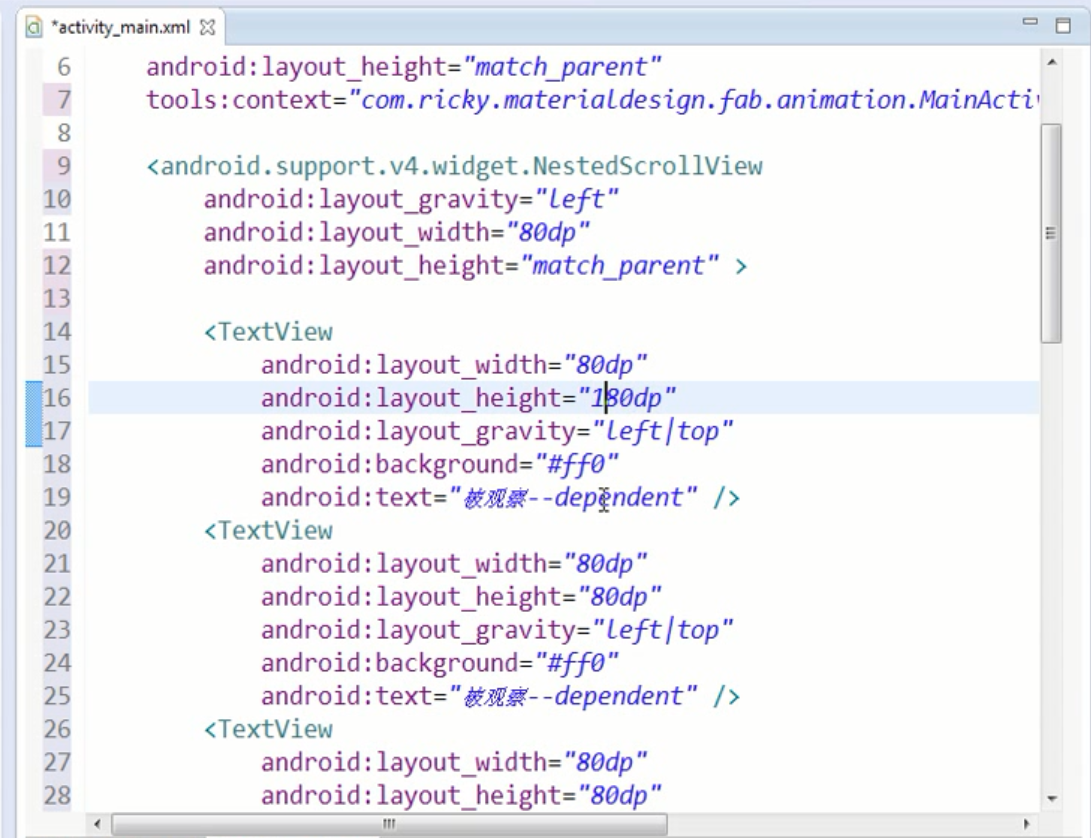 *activity_main.xml
6 android:layout_height="match_parent"
7 tools:context="com.ricky.materialdesign.fab.animation.MainActi
8
9 <android.support.v4.widget.NestedScrollView
10 android:layout_gravity="left"
11 android:layout_width="80dp"
12 android:layout_height="match_parent" >
13
14 <TextView
15 android:layout_width="80dp"
16 android:layout_height="180dp"
17 android:layout_gravity="left|top"
18 android:background="#ff0"
19 android:text="被观察--dependent" />
20 <TextView
21 android:layout_width="80dp"
22 android:layout_height="80dp"
23 android:layout_gravity="left|top"
24 android:background="#ff0"
25 android:text="被观察--dependent" />
26 <TextView
27 android:layout_width="80dp"
28 android:layout_height="80dp"